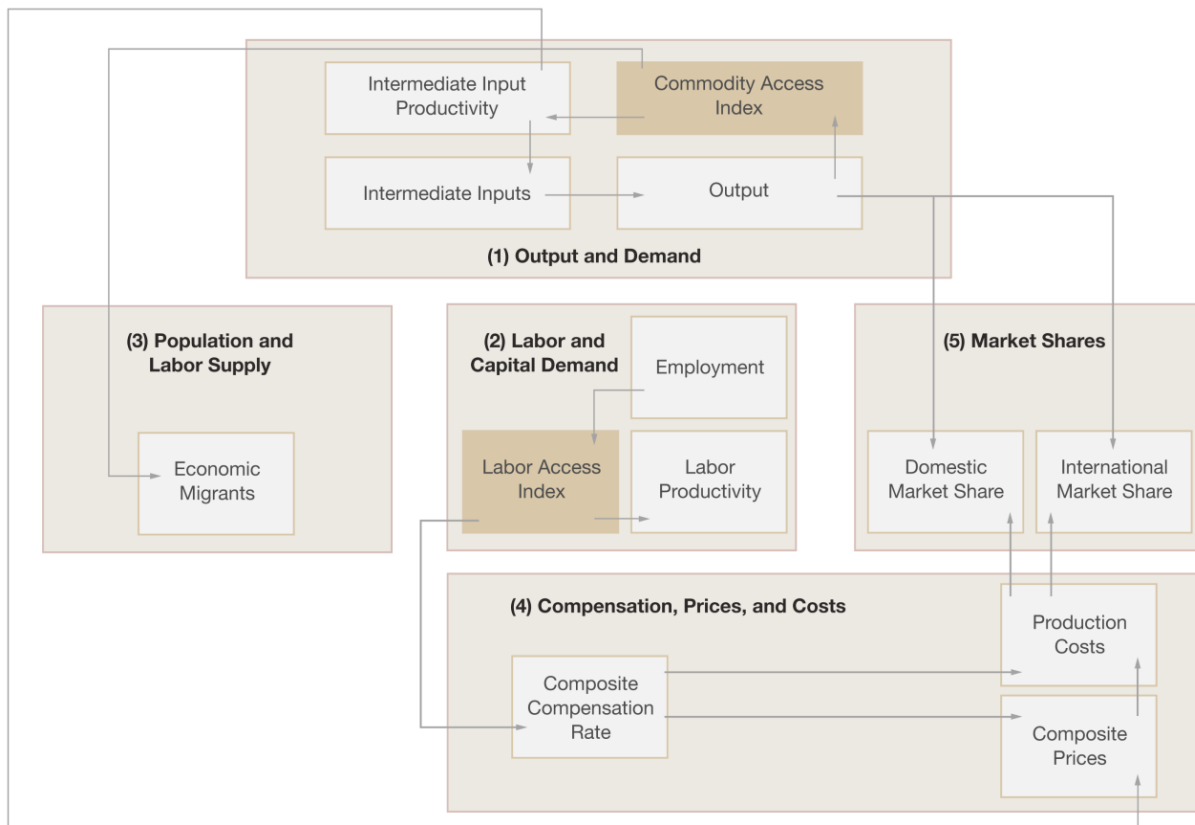 Intermediate Input
Productivity
Commodity Access
Index
Intermediate Inputs
Output
(1) Output and Demand
(3) Population and
Labor Supply
Economic
Migrants
(2) Labor and
Capital Demand
Employment
Labor Access
Index
Labor
Productivity
(5) Market Shares
Domestic
Market Share
International
Market Share
(4) Compensation, Prices, and Costs
Production
Costs
Composite
Compensation
Rate
Composite
Prices